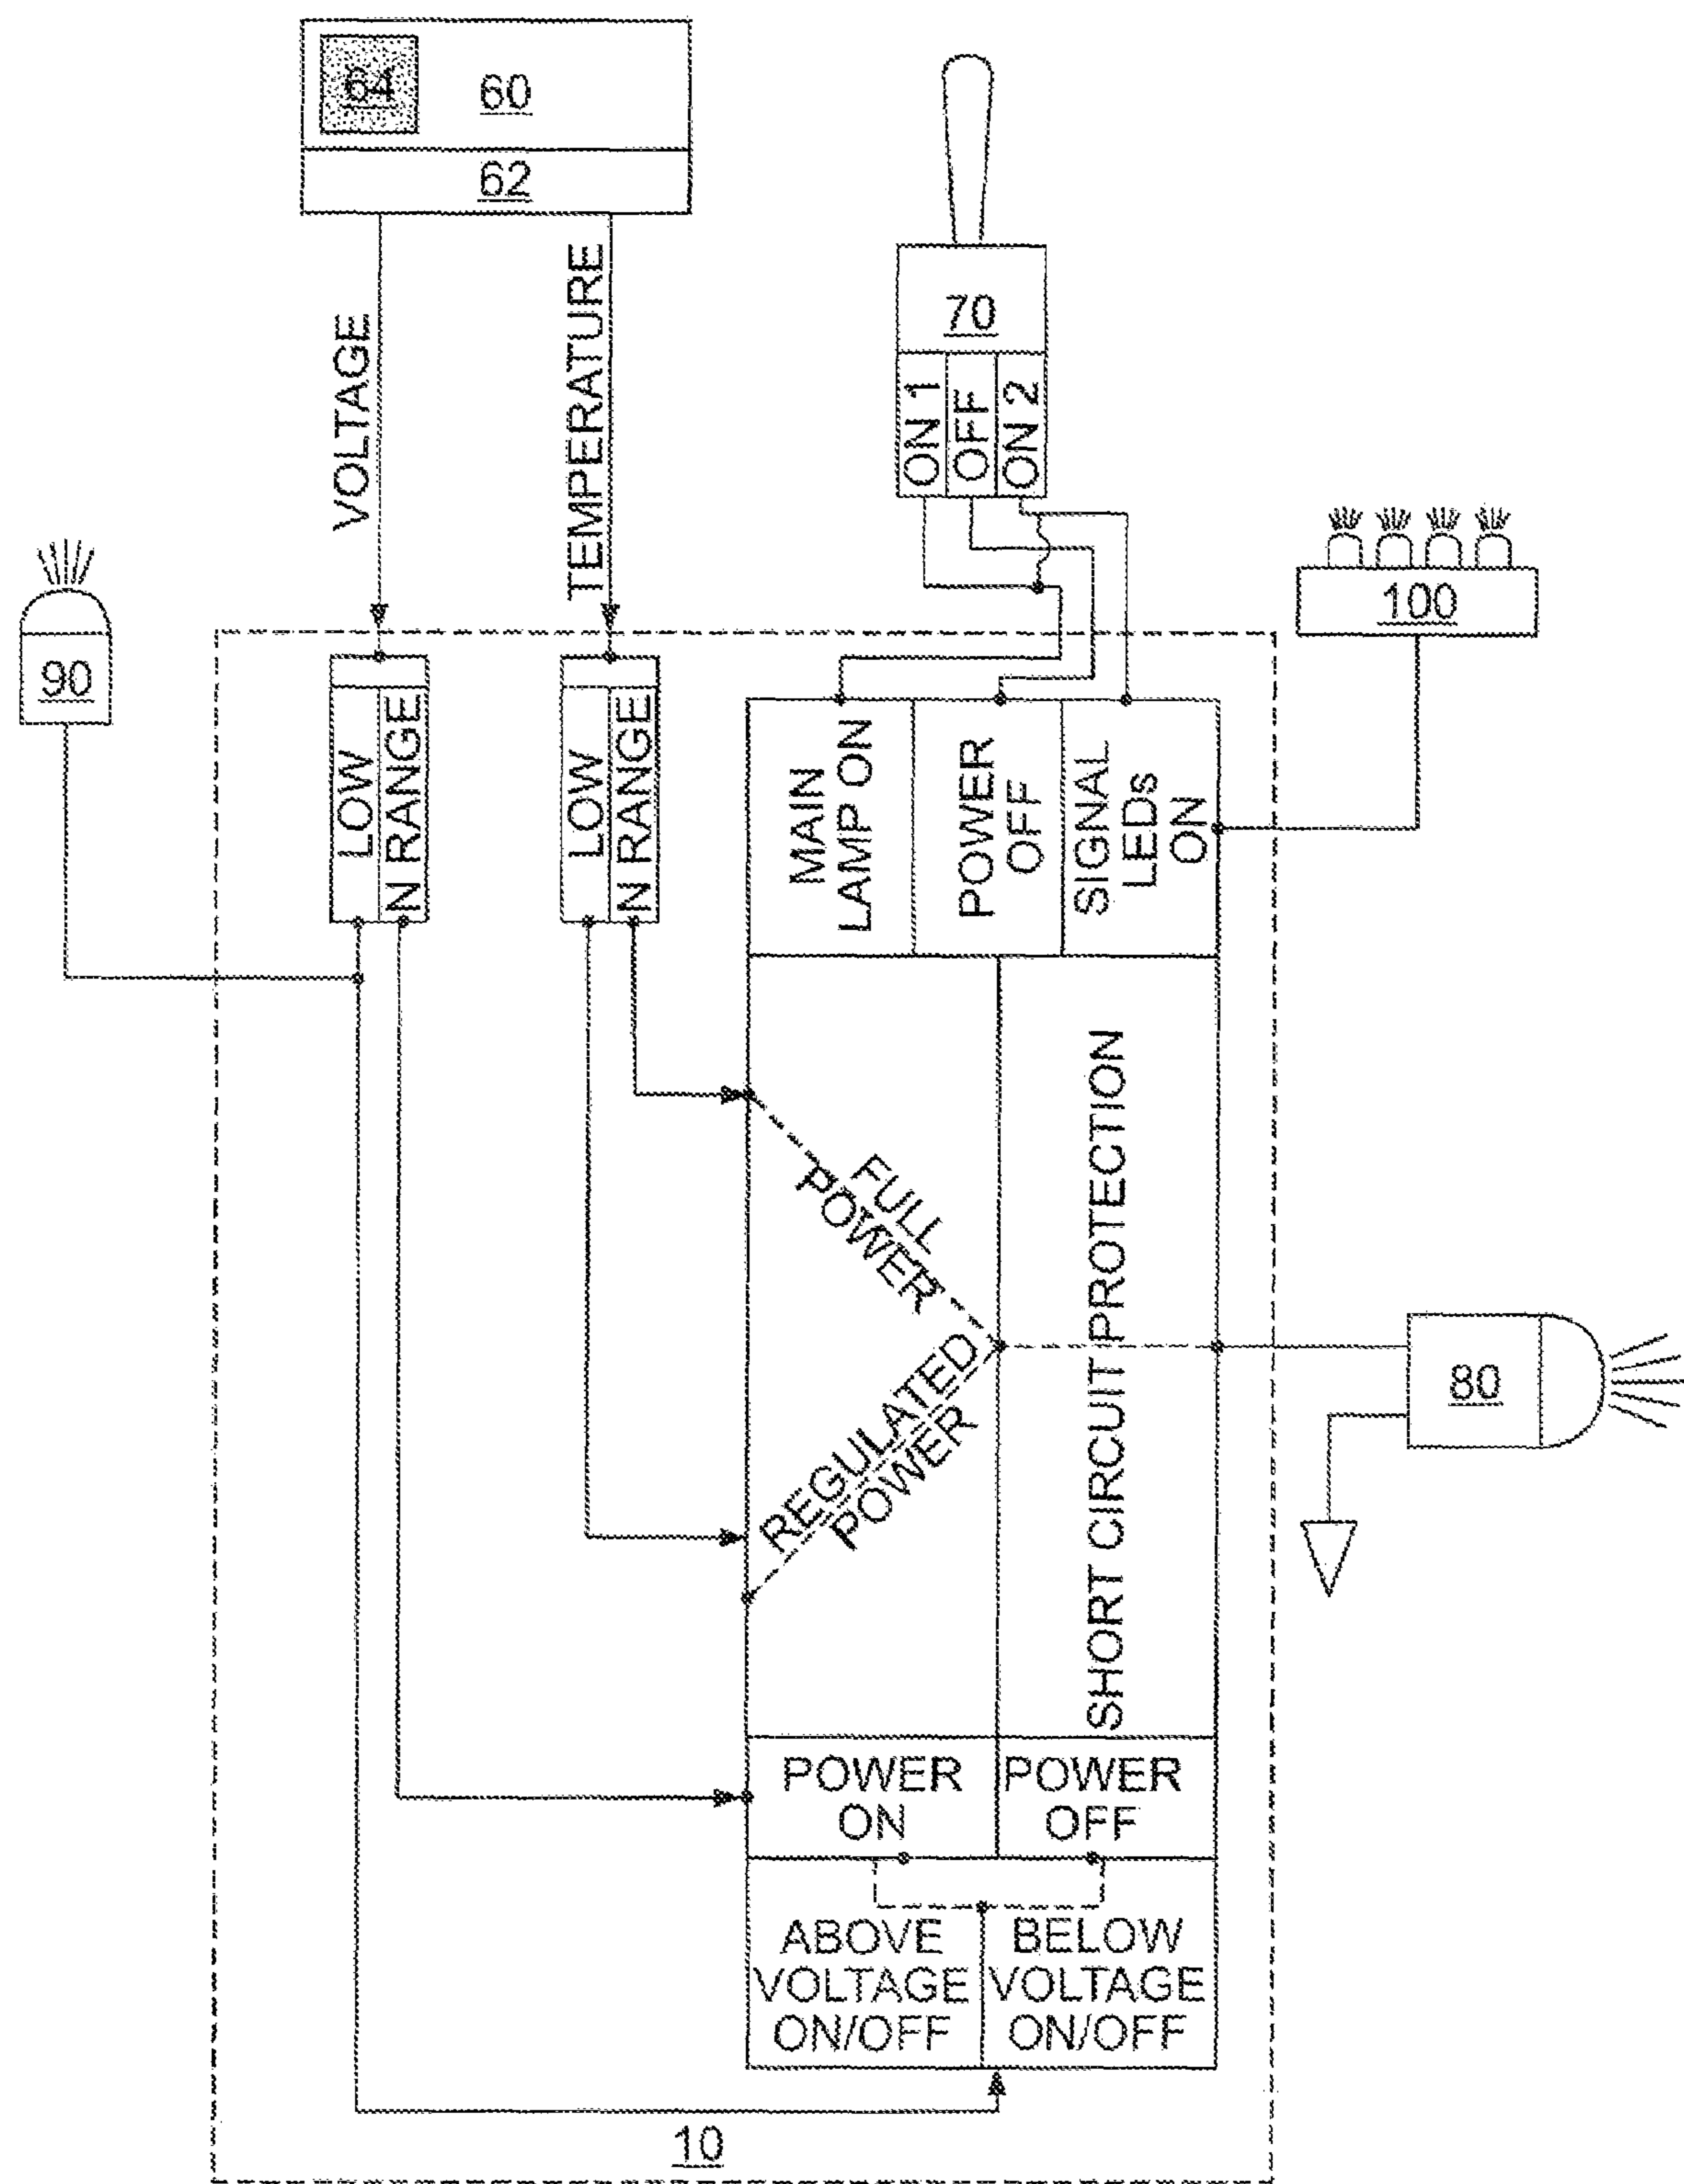 64
60
62
VOLTAGE
TEMPERATURE
70
ON 1
OFF
ON 2
100
90
LOW
N RANGE
LOW
N RANGE
MAIN
LAMP ON
POWER
OFF
SIGNAL
LEDs
ON
FULL
POWER
REGULATED
POWER
SHORT CIRCUIT PROTECTION
80
POWER
ON
POWER
OFF
ABOVE
VOLTAGE
ON/OFF
BELOW
VOLTAGE
ON/OFF
10